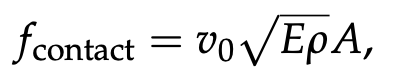 f_contact = v_0 √(Eρ) A,